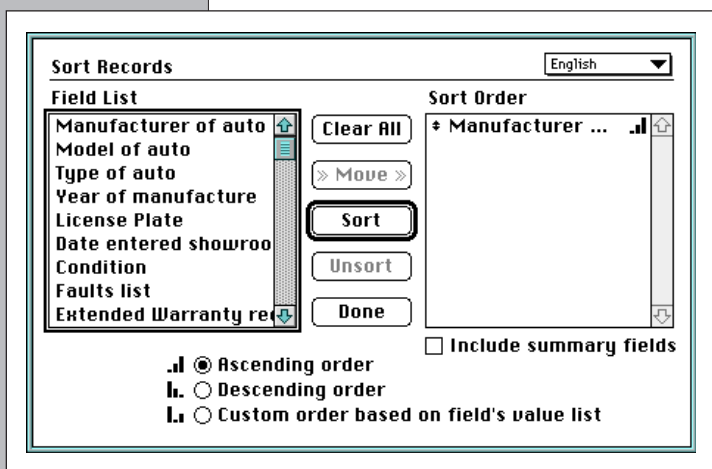 Sort Records
English
Field List
Sort Order
Manufacturer of auto
Model of auto
Type of auto
Year of manufacture
License Plate
Date entered showroo
Condition
Faults list
Extended Warranty re
Clear All
» Move »
Sort
Unsort
Done
Manufacturer ...
Include summary fields
Ascending order
Descending order
Custom order based on field's value list